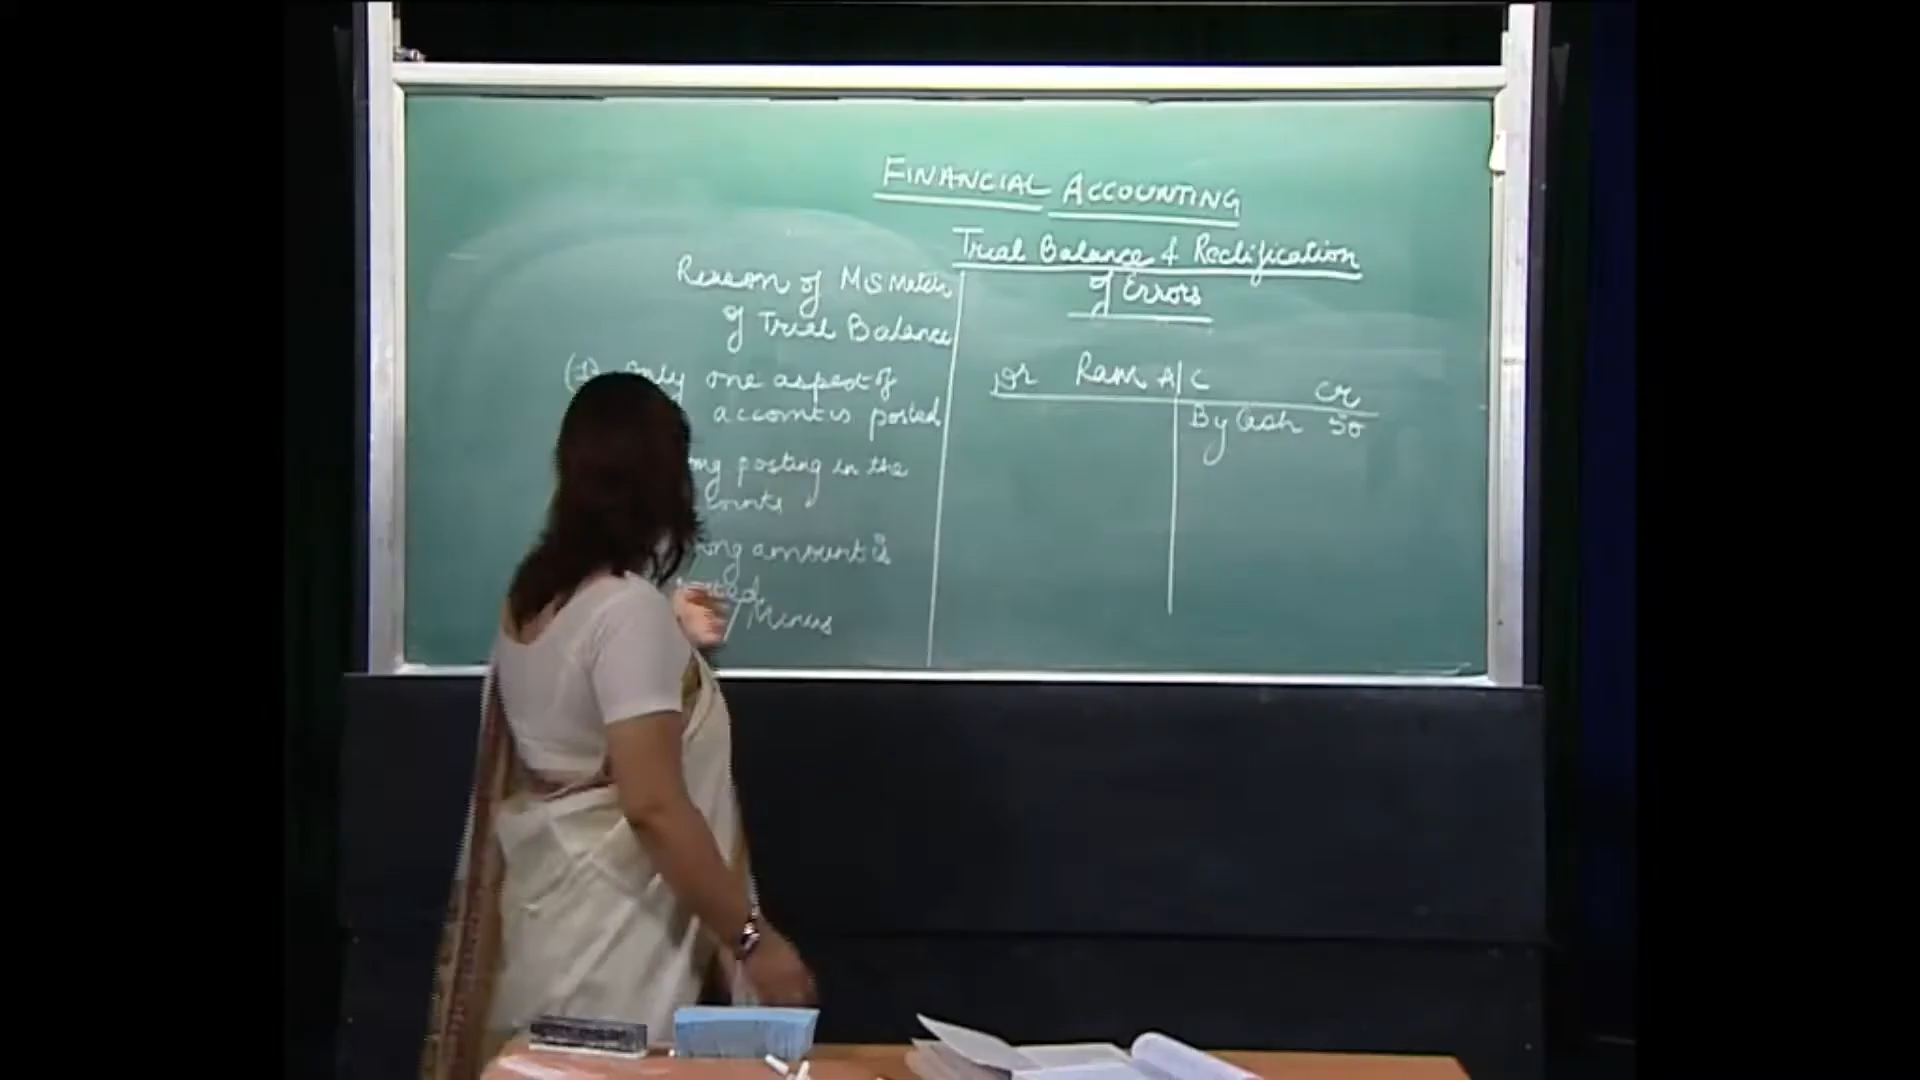 FINANCIAL ACCOUNTING
Trial Balance & Rectification
of Errors
Reason of MisMatch
of Trial Balance
(1) Only one aspect of
account is posted
posting in the
amount is
/Minus
Dr Ram A/C Cr
By Cash 50